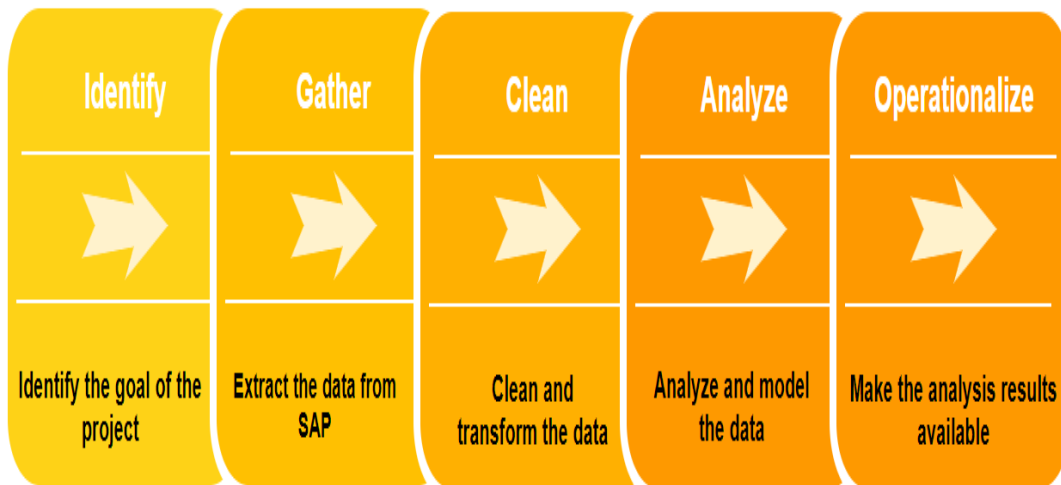 Identify
Gather
Clean
Analyze
Operationalize
Identify the goal of the
project
Extract the data from
SAP
Clean and
transform the data
Analyze and model
the data
Make the analysis results
available